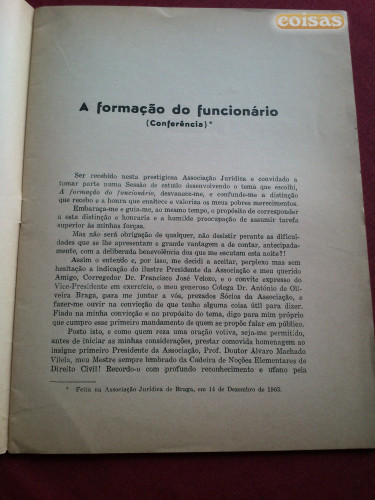 coisas
A formação do funcionário
(Conferência)*
Ser recebido nesta prestigiosa Associação Jurídica e convidado a
tomar parte numa Sessão de estudo desenvolvendo o tema que escolhi,
A formação do funcionário, desvanece-me, e confundo-me a distinção
que recebo e a honra que enaltece e valoriza os meus pobres merecimentos.
Embaraça-me e guia-me, ao mesmo tempo, o propósito de corresponder
a esta distinção e honraria e a humilde preocupação de assumir tarefa
superior às minhas forças.
Mas não será obrigação de qualquer, não desistir perante as dificul-
dades que se lhe apresentam e grande vantagem a de contar, antecipada-
mente, com a deliberada benevolência dos que me escutam esta noite?!
Assim o entendo e, por isso, me decidi a aceitar, perplexo mas sem
hesitação a indicação do ilustre Presidente da Associação e meu querido
Amigo, Corregedor Dr. Francisco José Veloso, e o convite expresso do
Vice-Presidente em exercício, o meu generoso Colega Dr. António de Oli-
veira Braga, para me juntar a vós, prezados Sócios da Associação, e
fazer-me ouvir na convicção de que tenho alguma coisa útil para dizer.
Fiado na minha convicção e no propósito do tema, digo para mim próprio
que cumpro esse primeiro mandamento de quem se propõe falar em público.
Posto isto, e como quem reza uma oração votiva, seja-me permitido,
antes de iniciar as minhas considerações, prestar comovida homenagem ao
insigne primeiro Presidente da Associação, Prof. Doutor Álvaro Machado
Vilela, meu Mestre sempre lembrado da Cadeira de Noções Elementares de
Direito Civil! Recordo-o com profundo reconhecimento e ufano pela
* Feita na Associação Jurídica de Braga, em 14 de Dezembro de 1963.